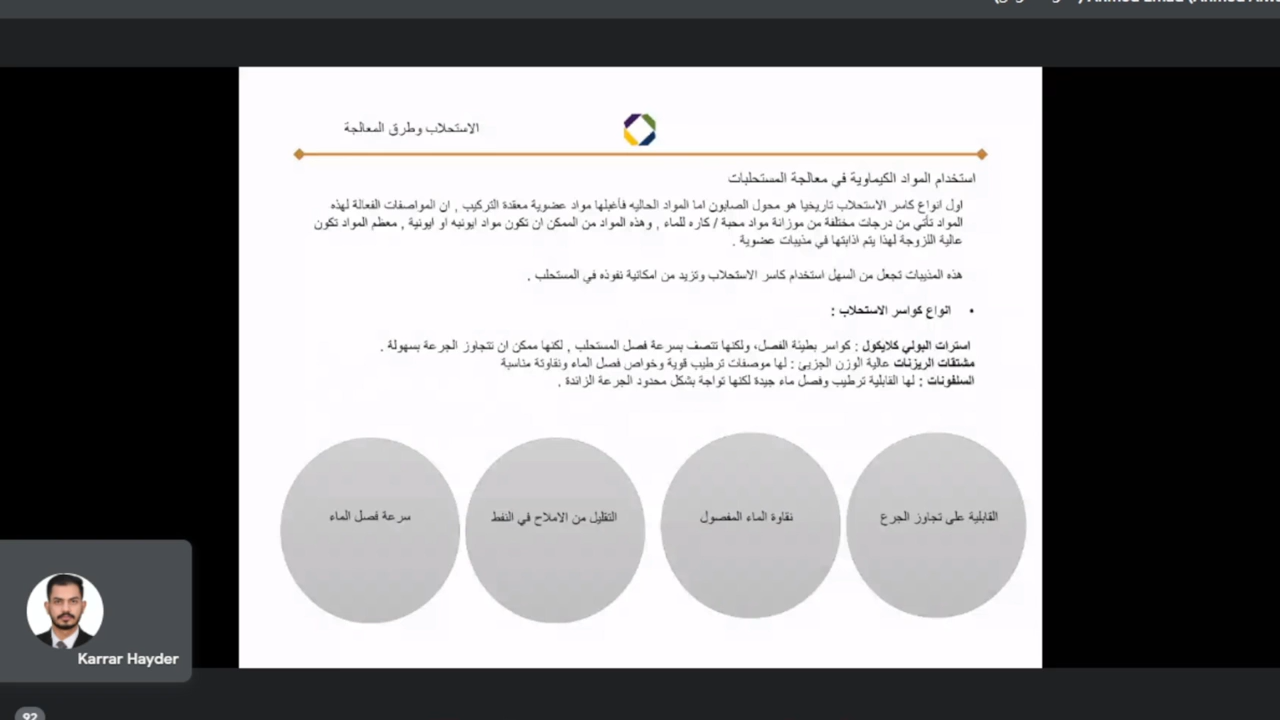 الاستحلاب وطرق المعالجة
استخدام المواد الكيماوية في معالجة المستحلبات
اول انواع كاسر الاستحلاب تاريخيا هو محول الصابون اما المواد الحاليه فأغبلها مواد عضوية معقدة التركيب , ان المواصفات الفعالة لهذه
المواد تأتي من درجات مختلفة من موزانة مواد محبة / كاره للماء , وهذه المواد من الممكن ان تكون مواد ايونيه او ايونية , معظم المواد تكون
عالية اللزوجة لهذا يتم اذابتها في مذيبات عضوية .
هذه المذيبات تجعل من السهل استخدام كاسر الاستحلاب وتزيد من امكانية نفوذه في المستحلب .
• انواع كواسر الاستحلاب :
استرات البولي كلايكول : كواسر بطيئة الفصل، ولكنها تتصف بسرعة فصل المستحلب , لكنها ممكن ان تتجاوز الجرعة بسهولة .
مشتقات الريزنات عالية الوزن الجزيئ : لها موصفات ترطيب قوية وخواص فصل الماء ونقاوتة مناسبة
السلفونات : لها القابلية ترطيب وفصل ماء جيدة لكنها تواجة بشكل محدود الجرعة الزائدة .
القابلية على تجاوز الجرع
نقاوة الماء المفصول
التقليل من الاملاح في النفط
سرعة فصل الماء
Karrar Hayder
92